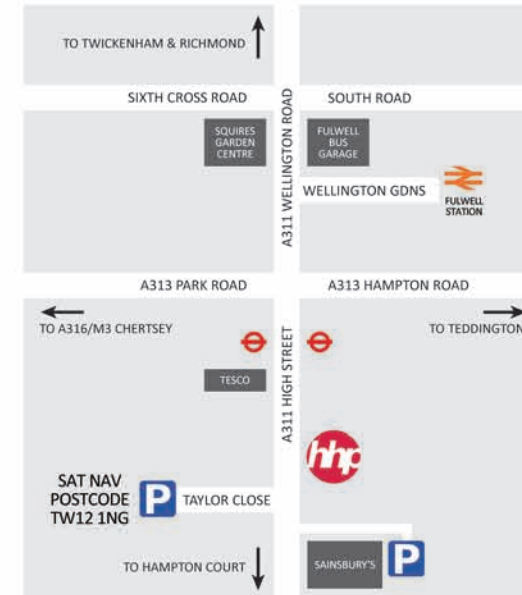 TO TWICKENHAM & RICHMOND
SIXTH CROSS ROAD
SOUTH ROAD
A311 WELLINGTON ROAD
SQUIRES
GARDEN
CENTRE
FULWELL
BUS
GARAGE
WELLINGTON GDNS
FULWELL
STATION
A313 PARK ROAD
A313 HAMPTON ROAD
TO A316/M3 CHERTSEY
TO TEDDINGTON
A311 HIGH STREET
TESCO
hhp
SAT NAV
POSTCODE
TW12 1NG
P
TAYLOR CLOSE
TO HAMPTON COURT
SAINSBURY'S
P